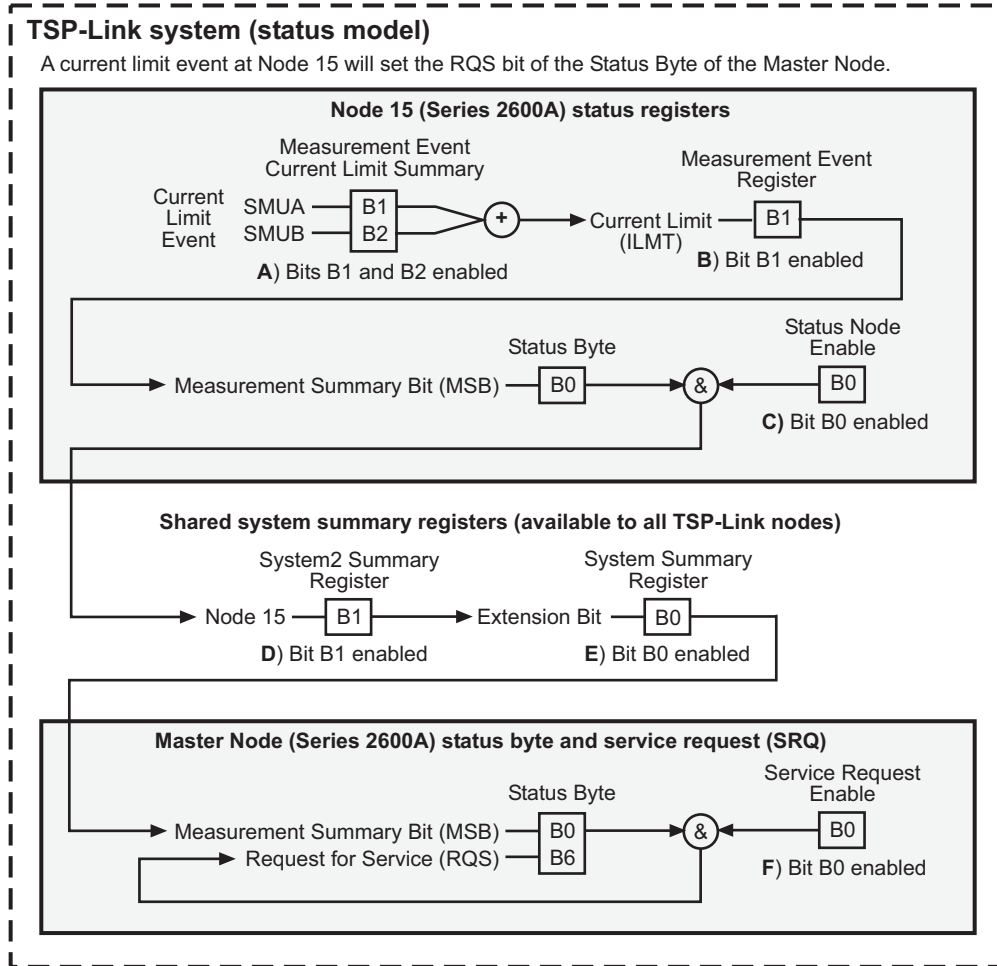 TSP-Link system (status model)
A current limit event at Node 15 will set the RQS bit of the Status Byte of the Master Node.
Node 15 (Series 2600A) status registers
Measurement Event
Current Limit Summary
Measurement Event
Register
Current
Limit
Event
SMUA
B1
SMUB
B2
+
Current Limit
(ILMT)
B1
A) Bits B1 and B2 enabled
B) Bit B1 enabled
Status Byte
Status Node
Enable
Measurement Summary Bit (MSB)
B0
&
B0
C) Bit B0 enabled
Shared system summary registers (available to all TSP-Link nodes)
System2 Summary
Register
System Summary
Register
Node 15
B1
Extension Bit
B0
D) Bit B1 enabled
E) Bit B0 enabled
Master Node (Series 2600A) status byte and service request (SRQ)
Status Byte
Service Request
Enable
Measurement Summary Bit (MSB)
B0
&
B0
Request for Service (RQS)
B6
F) Bit B0 enabled